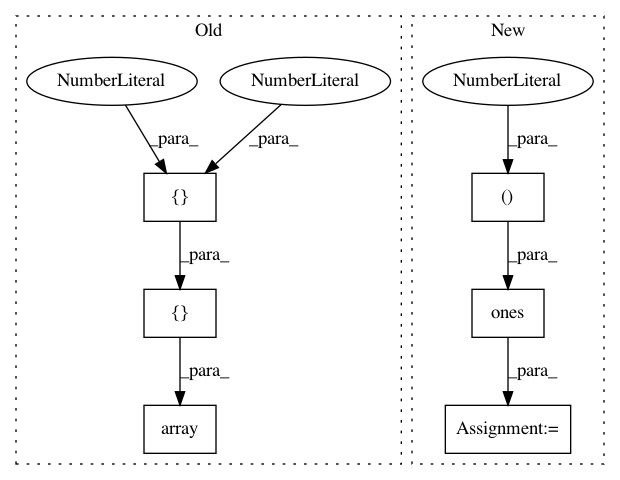 Old
New
NumberLiteral
NumberLiteral
NumberLiteral
_para_
_para_
_para_
{}
()
_para_
_para_
{}
ones
_para_
_para_
array
Assignment:=